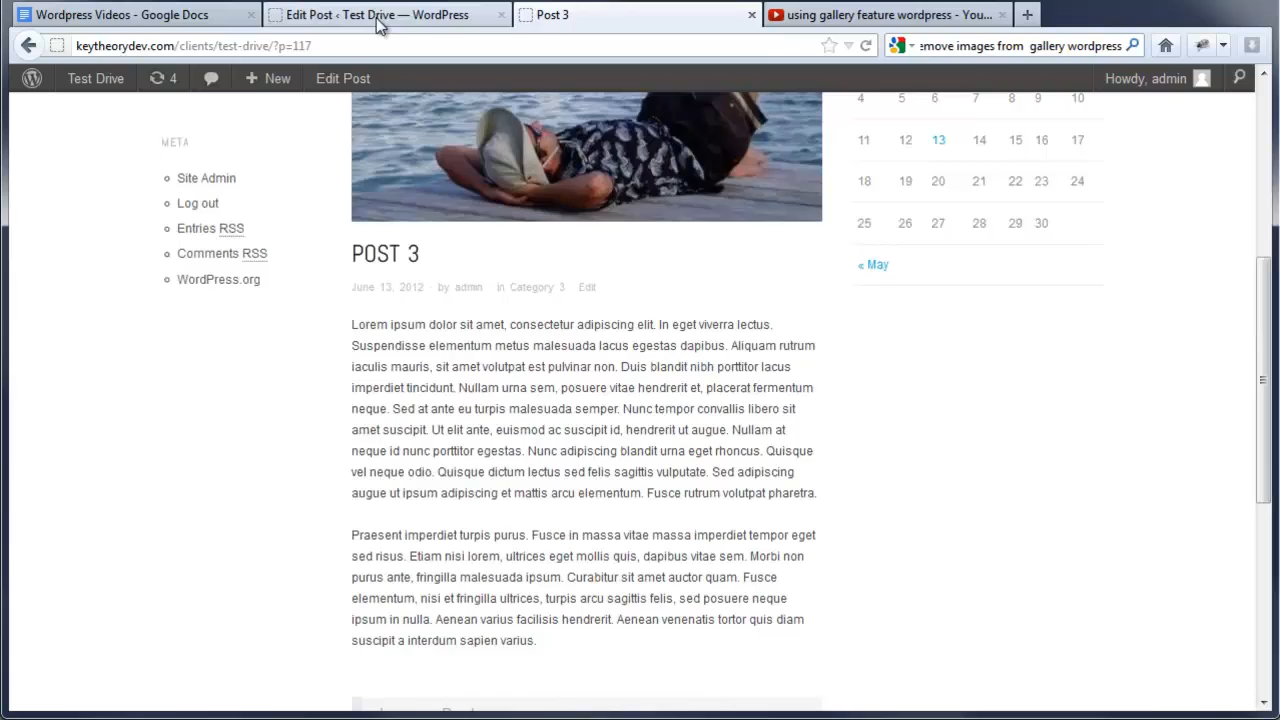 Wordpress Videos - Google Docs
Edit Post ‹ Test Drive — WordPress
Post 3
using gallery feature wordpress - You...
keytheorydev.com/clients/test-drive/?p=117
emove images from gallery wordpress
Test Drive
4
New
Edit Post
Howdy, admin
4 5 6 7 8 9 10
11 12 13 14 15 16 17
18 19 20 21 22 23 24
25 26 27 28 29 30
« May
META
Site Admin
Log out
Entries RSS
Comments RSS
WordPress.org
POST 3
June 13, 2012 · by admin in Category 3 Edit
Lorem ipsum dolor sit amet, consectetur adipiscing elit. In eget viverra lectus.
Suspendisse elementum metus malesuada lacus egestas dapibus. Aliquam rutrum
iaculis mauris, sit amet volutpat est pulvinar non. Duis blandit nibh porttitor lacus
imperdiet tincidunt. Nullam urna sem, posuere vitae hendrerit et, placerat fermentum
neque. Sed at ante eu turpis malesuada semper. Nunc tempor convallis libero sit
amet suscipit. Ut elit ante, euismod ac suscipit id, hendrerit ut augue. Nullam at
neque id nunc porttitor egestas. Nunc adipiscing blandit urna eget rhoncus. Quisque
vel neque odio. Quisque dictum lectus sed felis sagittis vulputate. Sed adipiscing
augue ut ipsum adipiscing et mattis arcu elementum. Fusce rutrum volutpat pharetra.
Praesent imperdiet turpis purus. Fusce in massa vitae massa imperdiet tempor eget
sed risus. Etiam nisi lorem, ultrices eget mollis quis, dapibus vitae sem. Morbi non
purus ante, fringilla malesuada ipsum. Curabitur sit amet auctor quam. Fusce
elementum, nisi et fringilla ultrices, turpis arcu sagittis felis, sed posuere neque
ipsum in nulla. Aenean varius facilisis hendrerit. Aenean venenatis tortor quis diam
suscipit a interdum sapien varius.